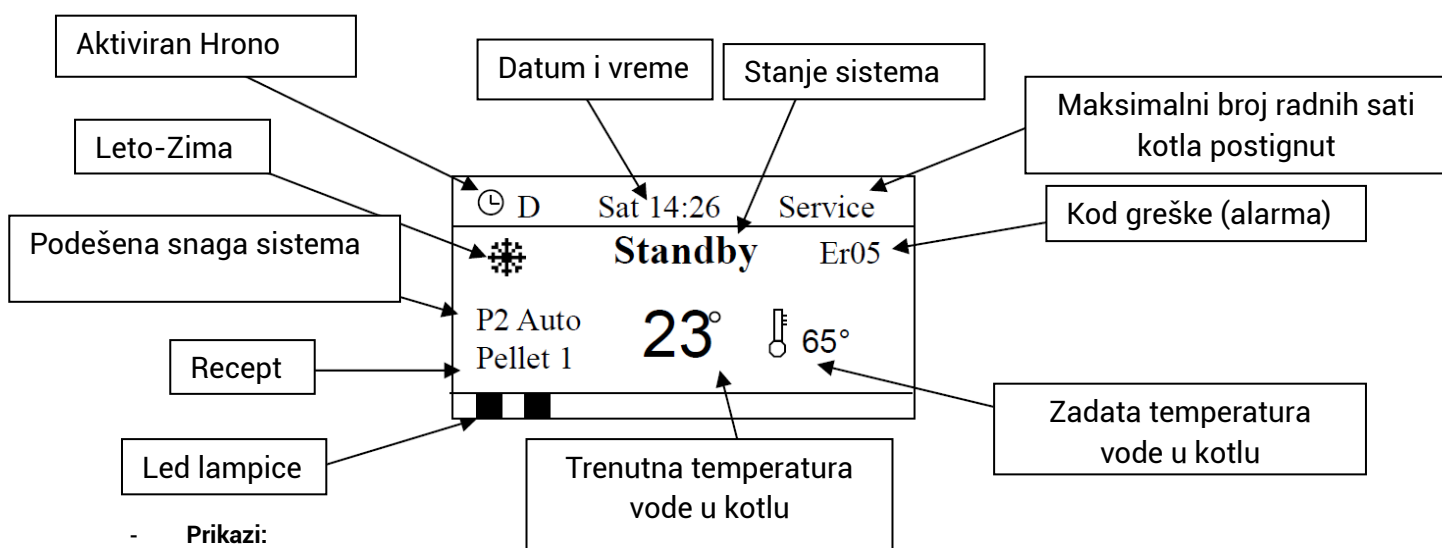 Aktiviran Hrono
Datum i vreme
Stanje sistema
Maksimalni broj radnih sati
kotla postignut
Leto-Zima
Kod greške (alarma)
Podešena snaga sistema
D Sat 14:26 Service
Standby Er05
P2 Auto
Pellet 1
23° 65°
Recept
Zadata temperatura
vode u kotlu
Led lampice
Trenutna temperatura
vode u kotlu
- Prikazi: